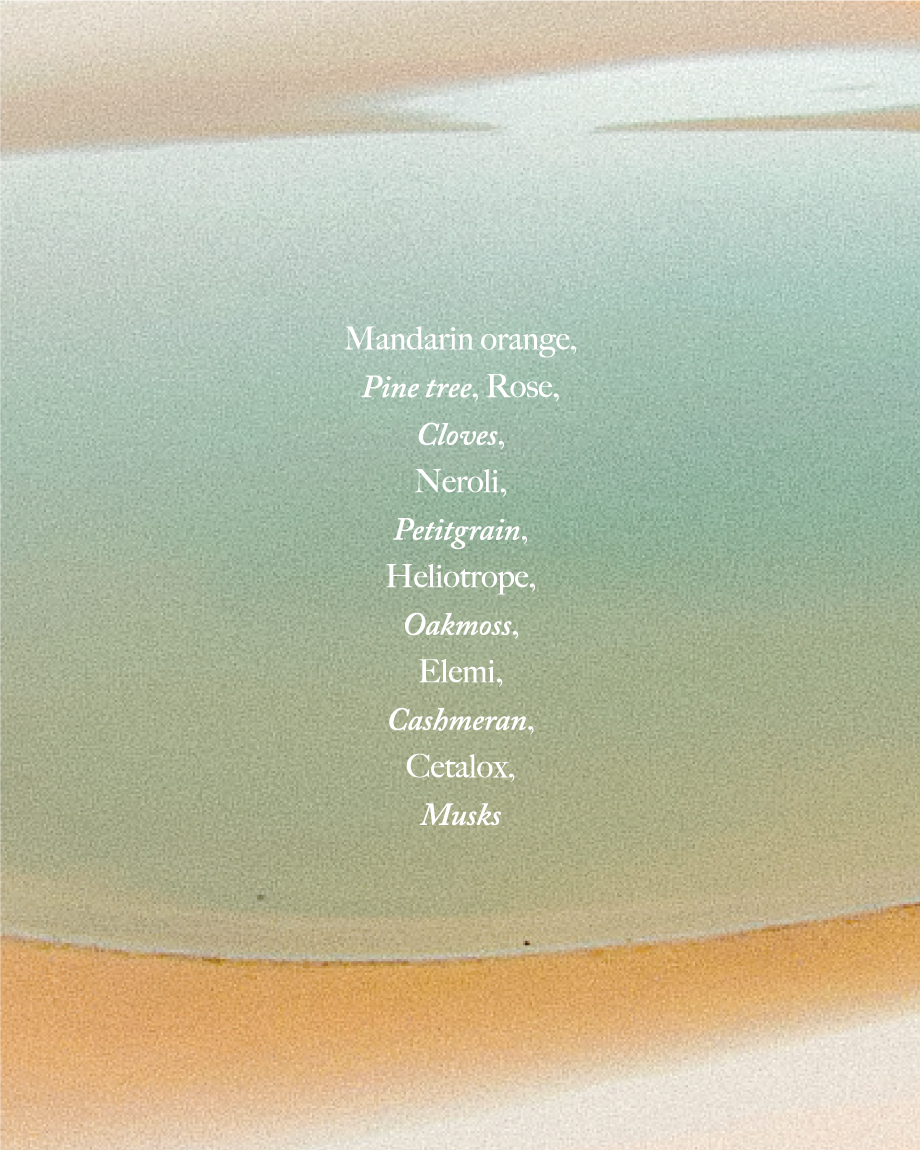 Mandarin orange,
Pine tree, Rose,
Cloves,
Neroli,
Petitgrain,
Heliotrope,
Oakmoss,
Elemi,
Cashmeran,
Cetalox,
Musks